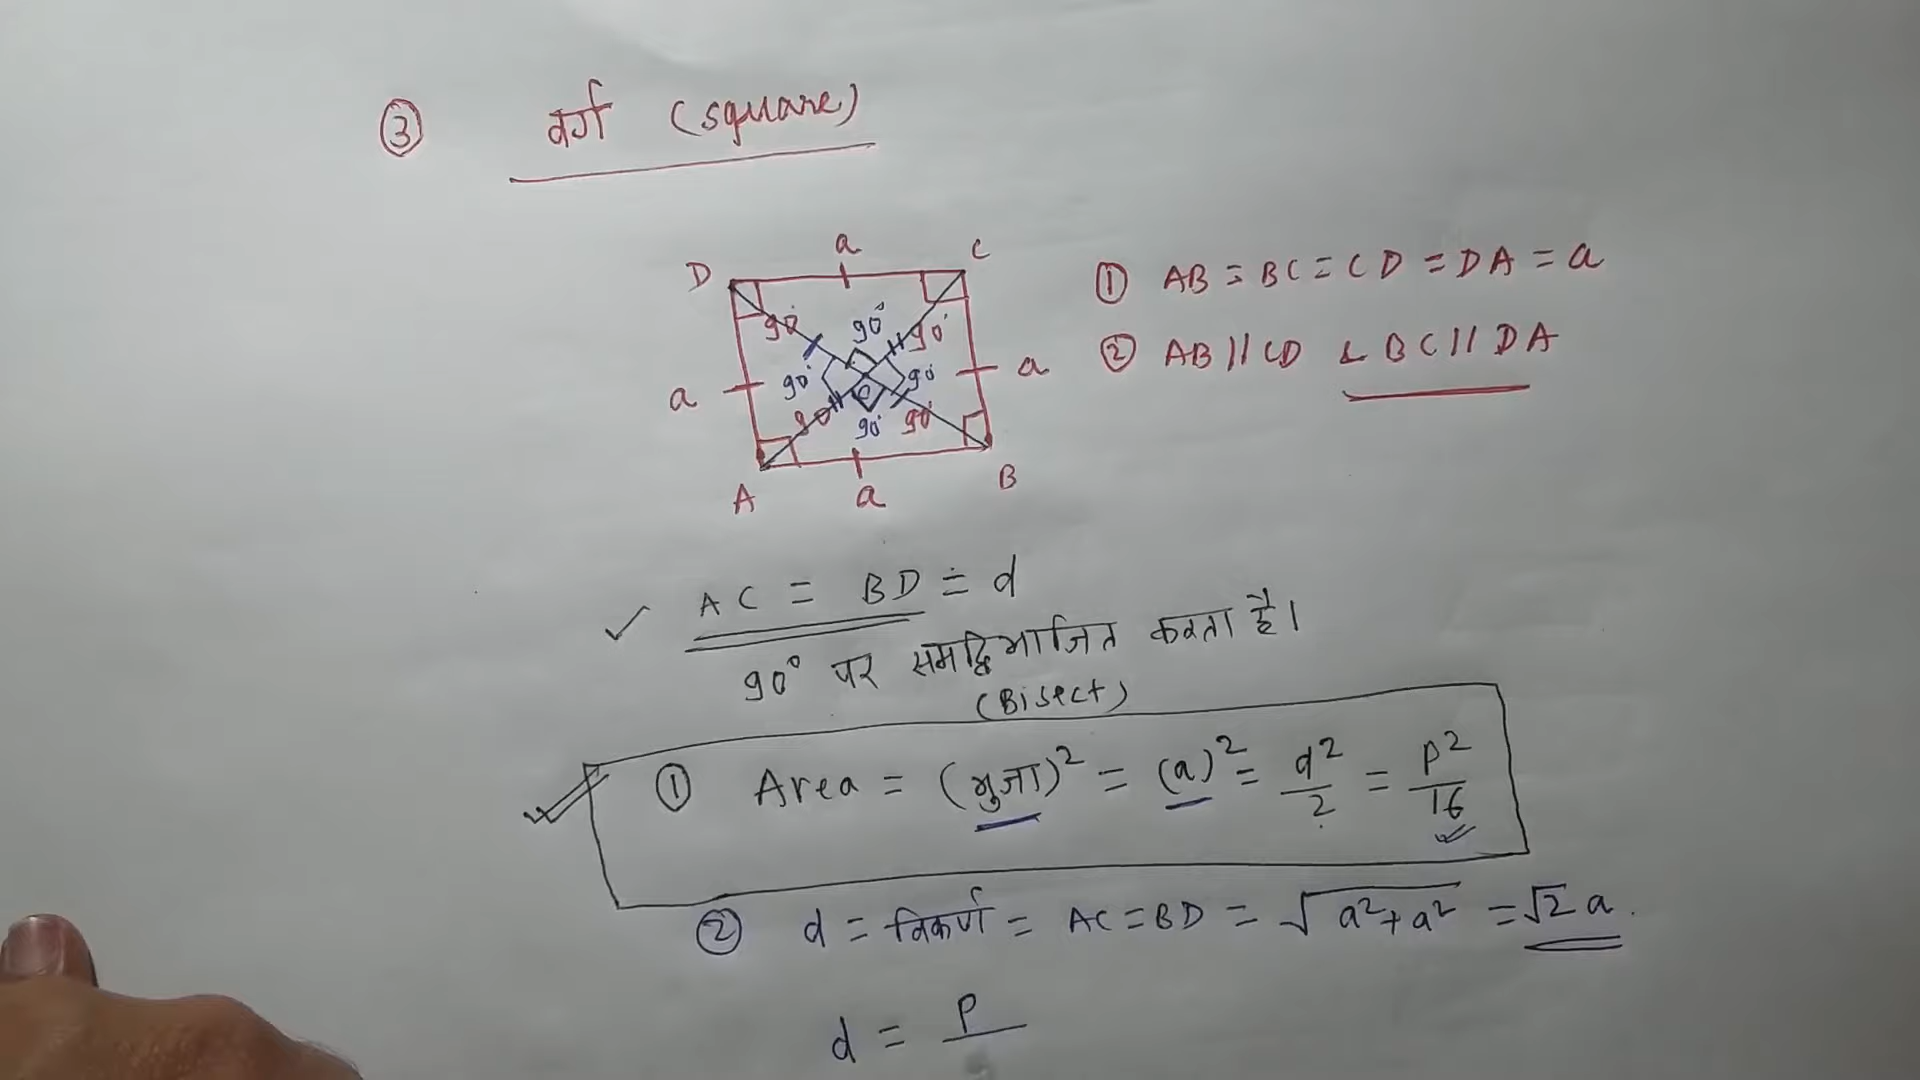 ③ वर्ग (square)
D a C
① AB = BC = CD = DA = a
90° 90° 90°
② AB || CD & BC || DA
a 90° 90° a
90° 90° 90°
A a B
AC = BD = d
90° पर समद्विभाजित करता है।
(Bisect)
① Area = (भुजा)² = (a)² = d²/2 = P²/16
② d = विकर्ण = AC = BD = √a²+a² = √2 a.
d = P